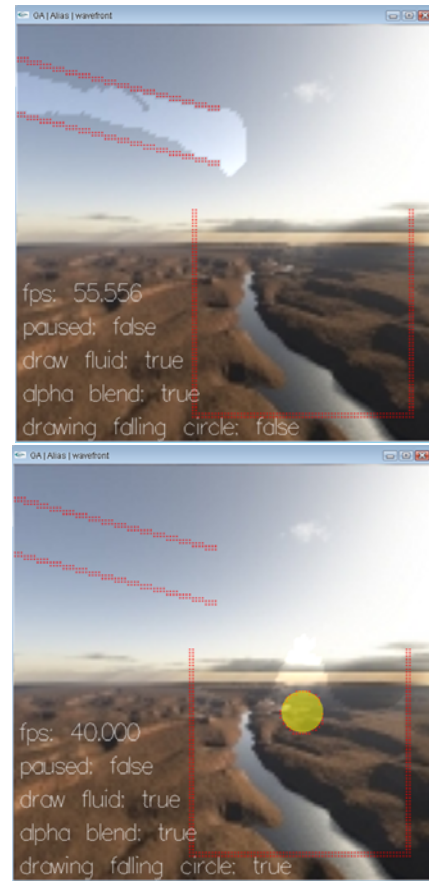 GA | Alias | wavefront
fps: 55,556
paused: false
draw fluid: true
alpha blend: true
drawing falling circle: false
GA | Alias | wavefront
fps: 40,000
paused: false
draw fluid: true
alpha blend: true
drawing falling circle: true